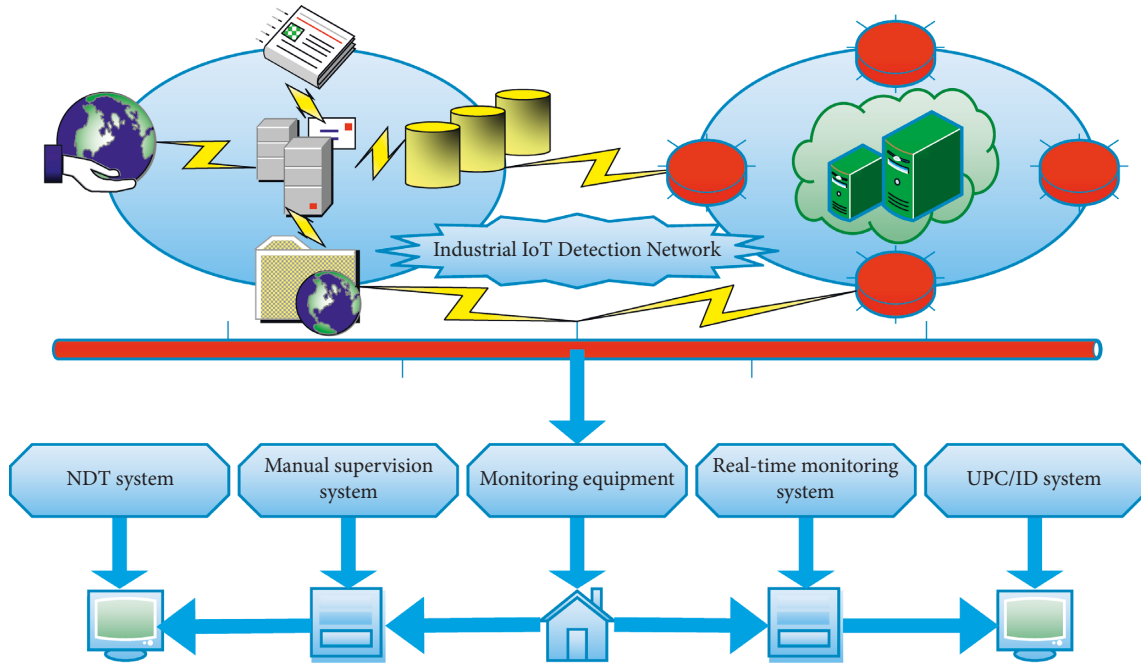 Industrial IoT Detection Network
NDT system
Manual supervision
system
Monitoring equipment
Real-time monitoring
system
UPC/ID system